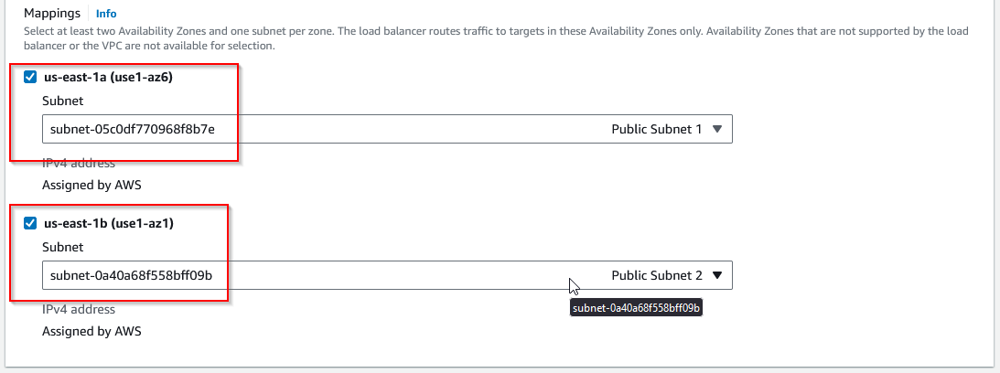 Mappings Info
Select at least two Availability Zones and one subnet per zone. The load balancer routes traffic to targets in these Availability Zones only. Availability Zones that are not supported by the load
balancer or the VPC are not available for selection.
us-east-1a (use1-az6)
Subnet
subnet-05c0df770968f8b7e Public Subnet 1
IPv4 address
Assigned by AWS
us-east-1b (use1-az1)
Subnet
subnet-0a40a68f558bff09b Public Subnet 2
subnet-0a40a68f558bff09b
IPv4 address
Assigned by AWS